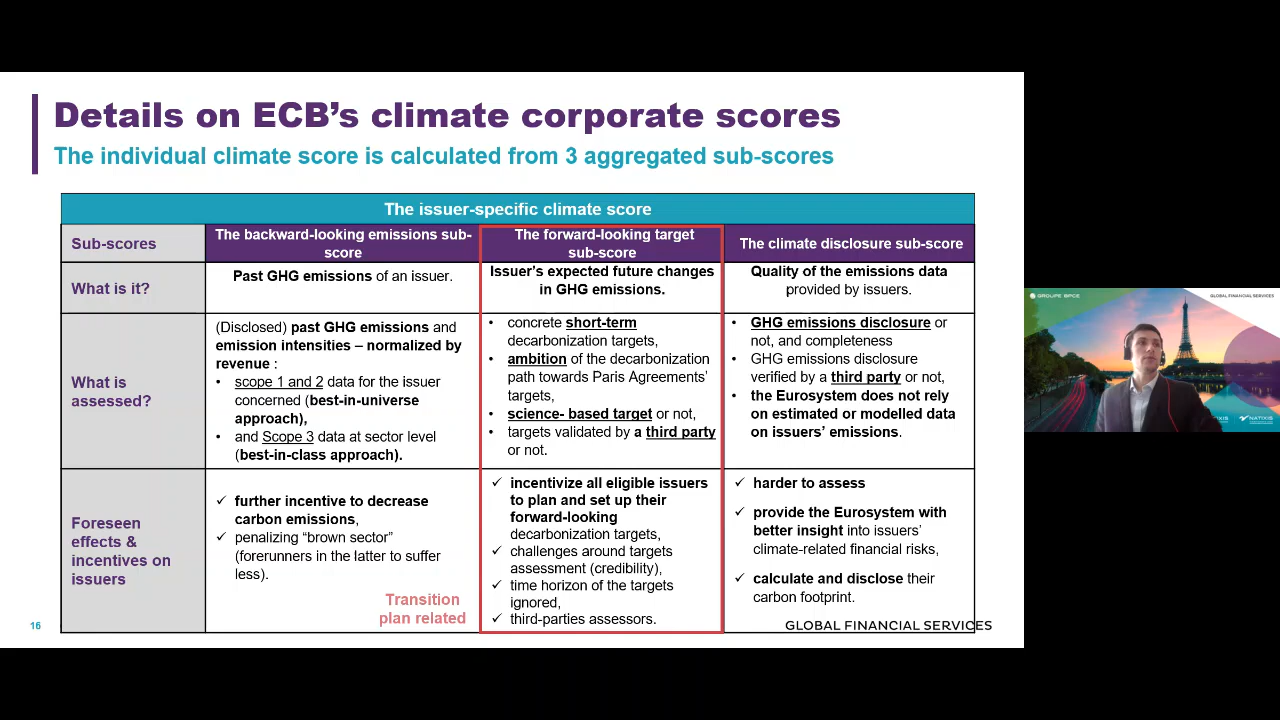 Details on ECB's climate corporate scores
The individual climate score is calculated from 3 aggregated sub-scores
The issuer-specific climate score
Sub-scores
The backward-looking emissions sub-
score
The forward-looking target
sub-score
The climate disclosure sub-score
What is it?
Past GHG emissions of an issuer.
Issuer's expected future changes
in GHG emissions.
Quality of the emissions data
provided by issuers.
What is
assessed?
(Disclosed) past GHG emissions and
emission intensities – normalized by
revenue :
• scope 1 and 2 data for the issuer
concerned (best-in-universe
approach),
• and Scope 3 data at sector level
(best-in-class approach).
• concrete short-term
decarbonization targets,
• ambition of the decarbonization
path towards Paris Agreements'
targets,
• science- based target or not,
• targets validated by a third party
or not.
• GHG emissions disclosure or
not, and completeness
• GHG emissions disclosure
verified by a third party or not,
• the Eurosystem does not rely
on estimated or modelled data
on issuers' emissions.
Foreseen
effects &
incentives on
issuers
✓ further incentive to decrease
carbon emissions,
✓ penalizing "brown sector"
(forerunners in the latter to suffer
less).
Transition
plan related
✓ incentivize all eligible issuers
to plan and set up their
forward-looking
decarbonization targets,
✓ challenges around targets
assessment (credibility),
✓ time horizon of the targets
ignored,
✓ third-parties assessors.
✓ harder to assess
✓ provide the Eurosystem with
better insight into issuers'
climate-related financial risks,
✓ calculate and disclose their
carbon footprint.
16
GLOBAL FINANCIAL SERVICES
GROUPE BPCE
GLOBAL FINANCIAL SERVICES
NATIXIS